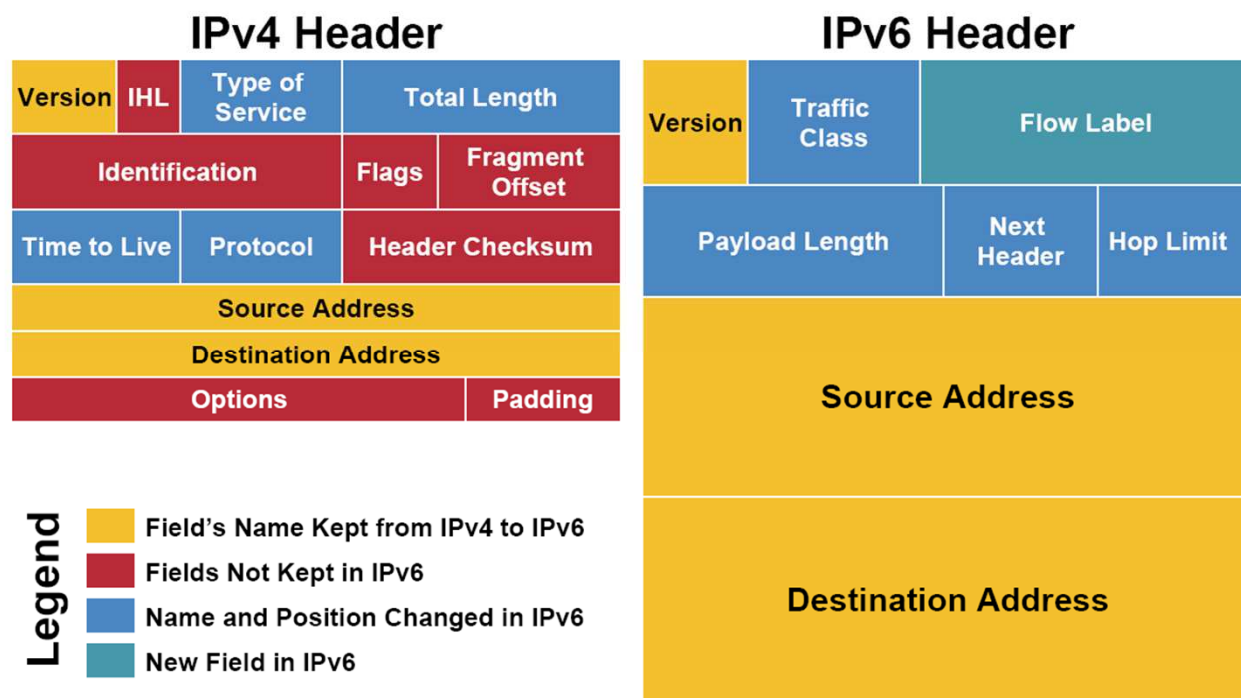 IPv4 Header
Version
IHL
Type of
Service
Total Length
Identification
Flags
Fragment
Offset
Time to Live
Protocol
Header Checksum
Source Address
Destination Address
Options
Padding
IPv6 Header
Version
Traffic
Class
Flow Label
Payload Length
Next
Header
Hop Limit
Source Address
Destination Address
Legend
Field's Name Kept from IPv4 to IPv6
Fields Not Kept in IPv6
Name and Position Changed in IPv6
New Field in IPv6